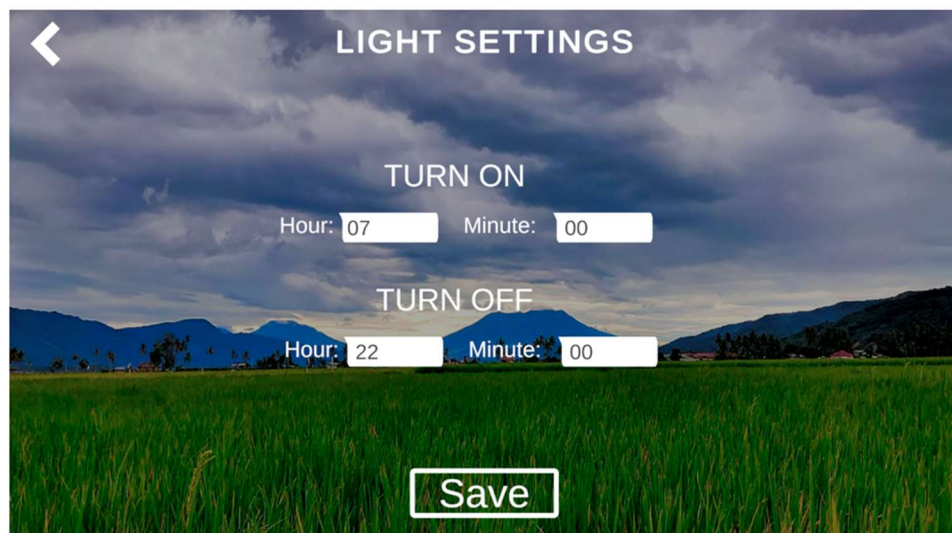 LIGHT SETTINGS
TURN ON
Hour: 07 Minute: 00
TURN OFF
Hour: 22 Minute: 00
Save